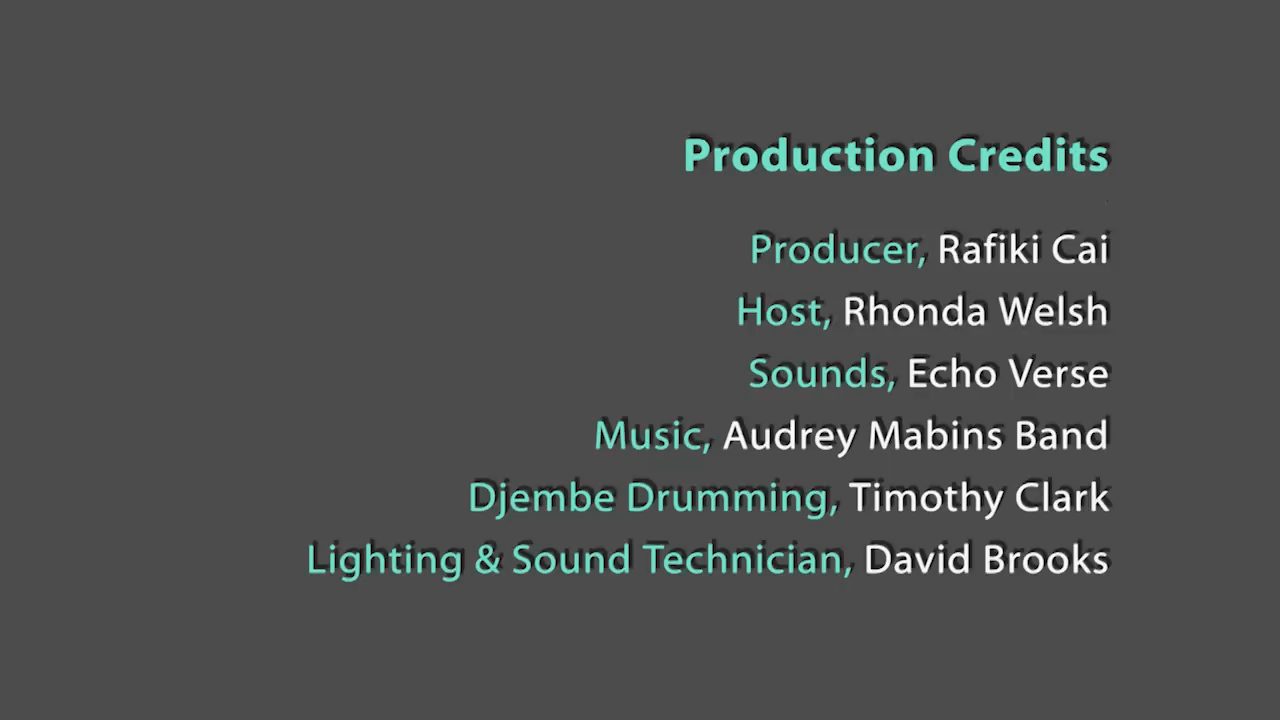 Production Credits
Producer, Rafiki Cai
Host, Rhonda Welsh
Sounds, Echo Verse
Music, Audrey Mabins Band
Djembe Drumming, Timothy Clark
Lighting & Sound Technician, David Brooks